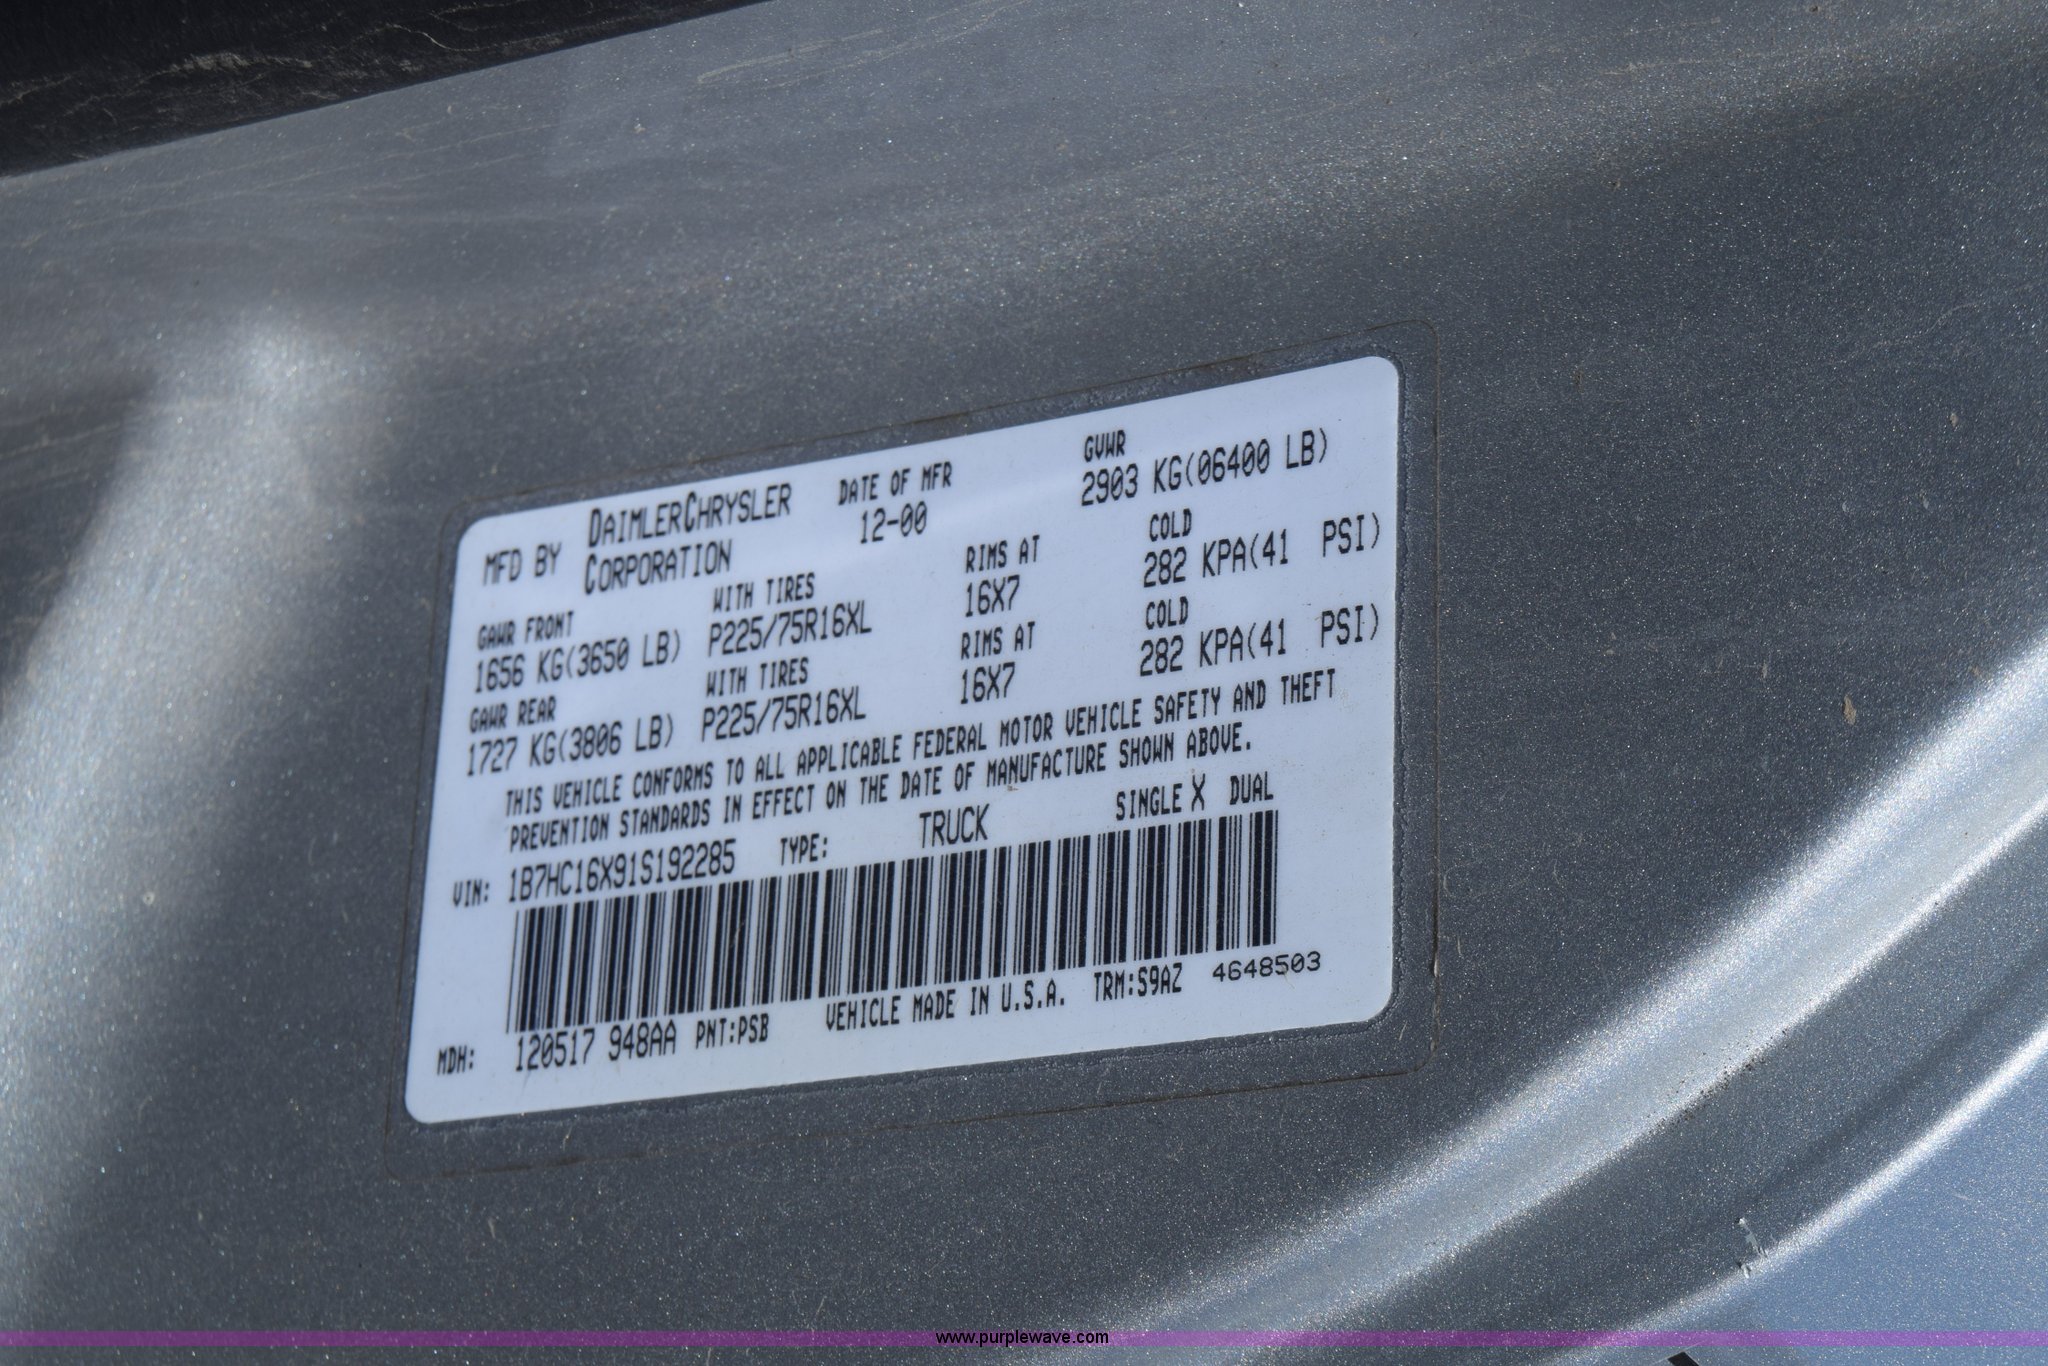 MFD BY DAIMLERCHRYSLER CORPORATION DATE OF MFR 12-00 GVWR 2903 KG(06400 LB)
GAWR FRONT WITH TIRES RIMS AT COLD
1656 KG(3650 LB) P225/75R16XL 16X7 282 KPA(41 PSI)
GAWR REAR WITH TIRES RIMS AT COLD
1727 KG(3806 LB) P225/75R16XL 16X7 282 KPA(41 PSI)
THIS VEHICLE CONFORMS TO ALL APPLICABLE FEDERAL MOTOR VEHICLE SAFETY AND THEFT
PREVENTION STANDARDS IN EFFECT ON THE DATE OF MANUFACTURE SHOWN ABOVE.
VIN: 1B7HC16X91S192285 TYPE: TRUCK SINGLE X DUAL
MDH: 120517 948AA PNT:PSB VEHICLE MADE IN U.S.A. TRM:S9AZ 4648503
www.purplewave.com